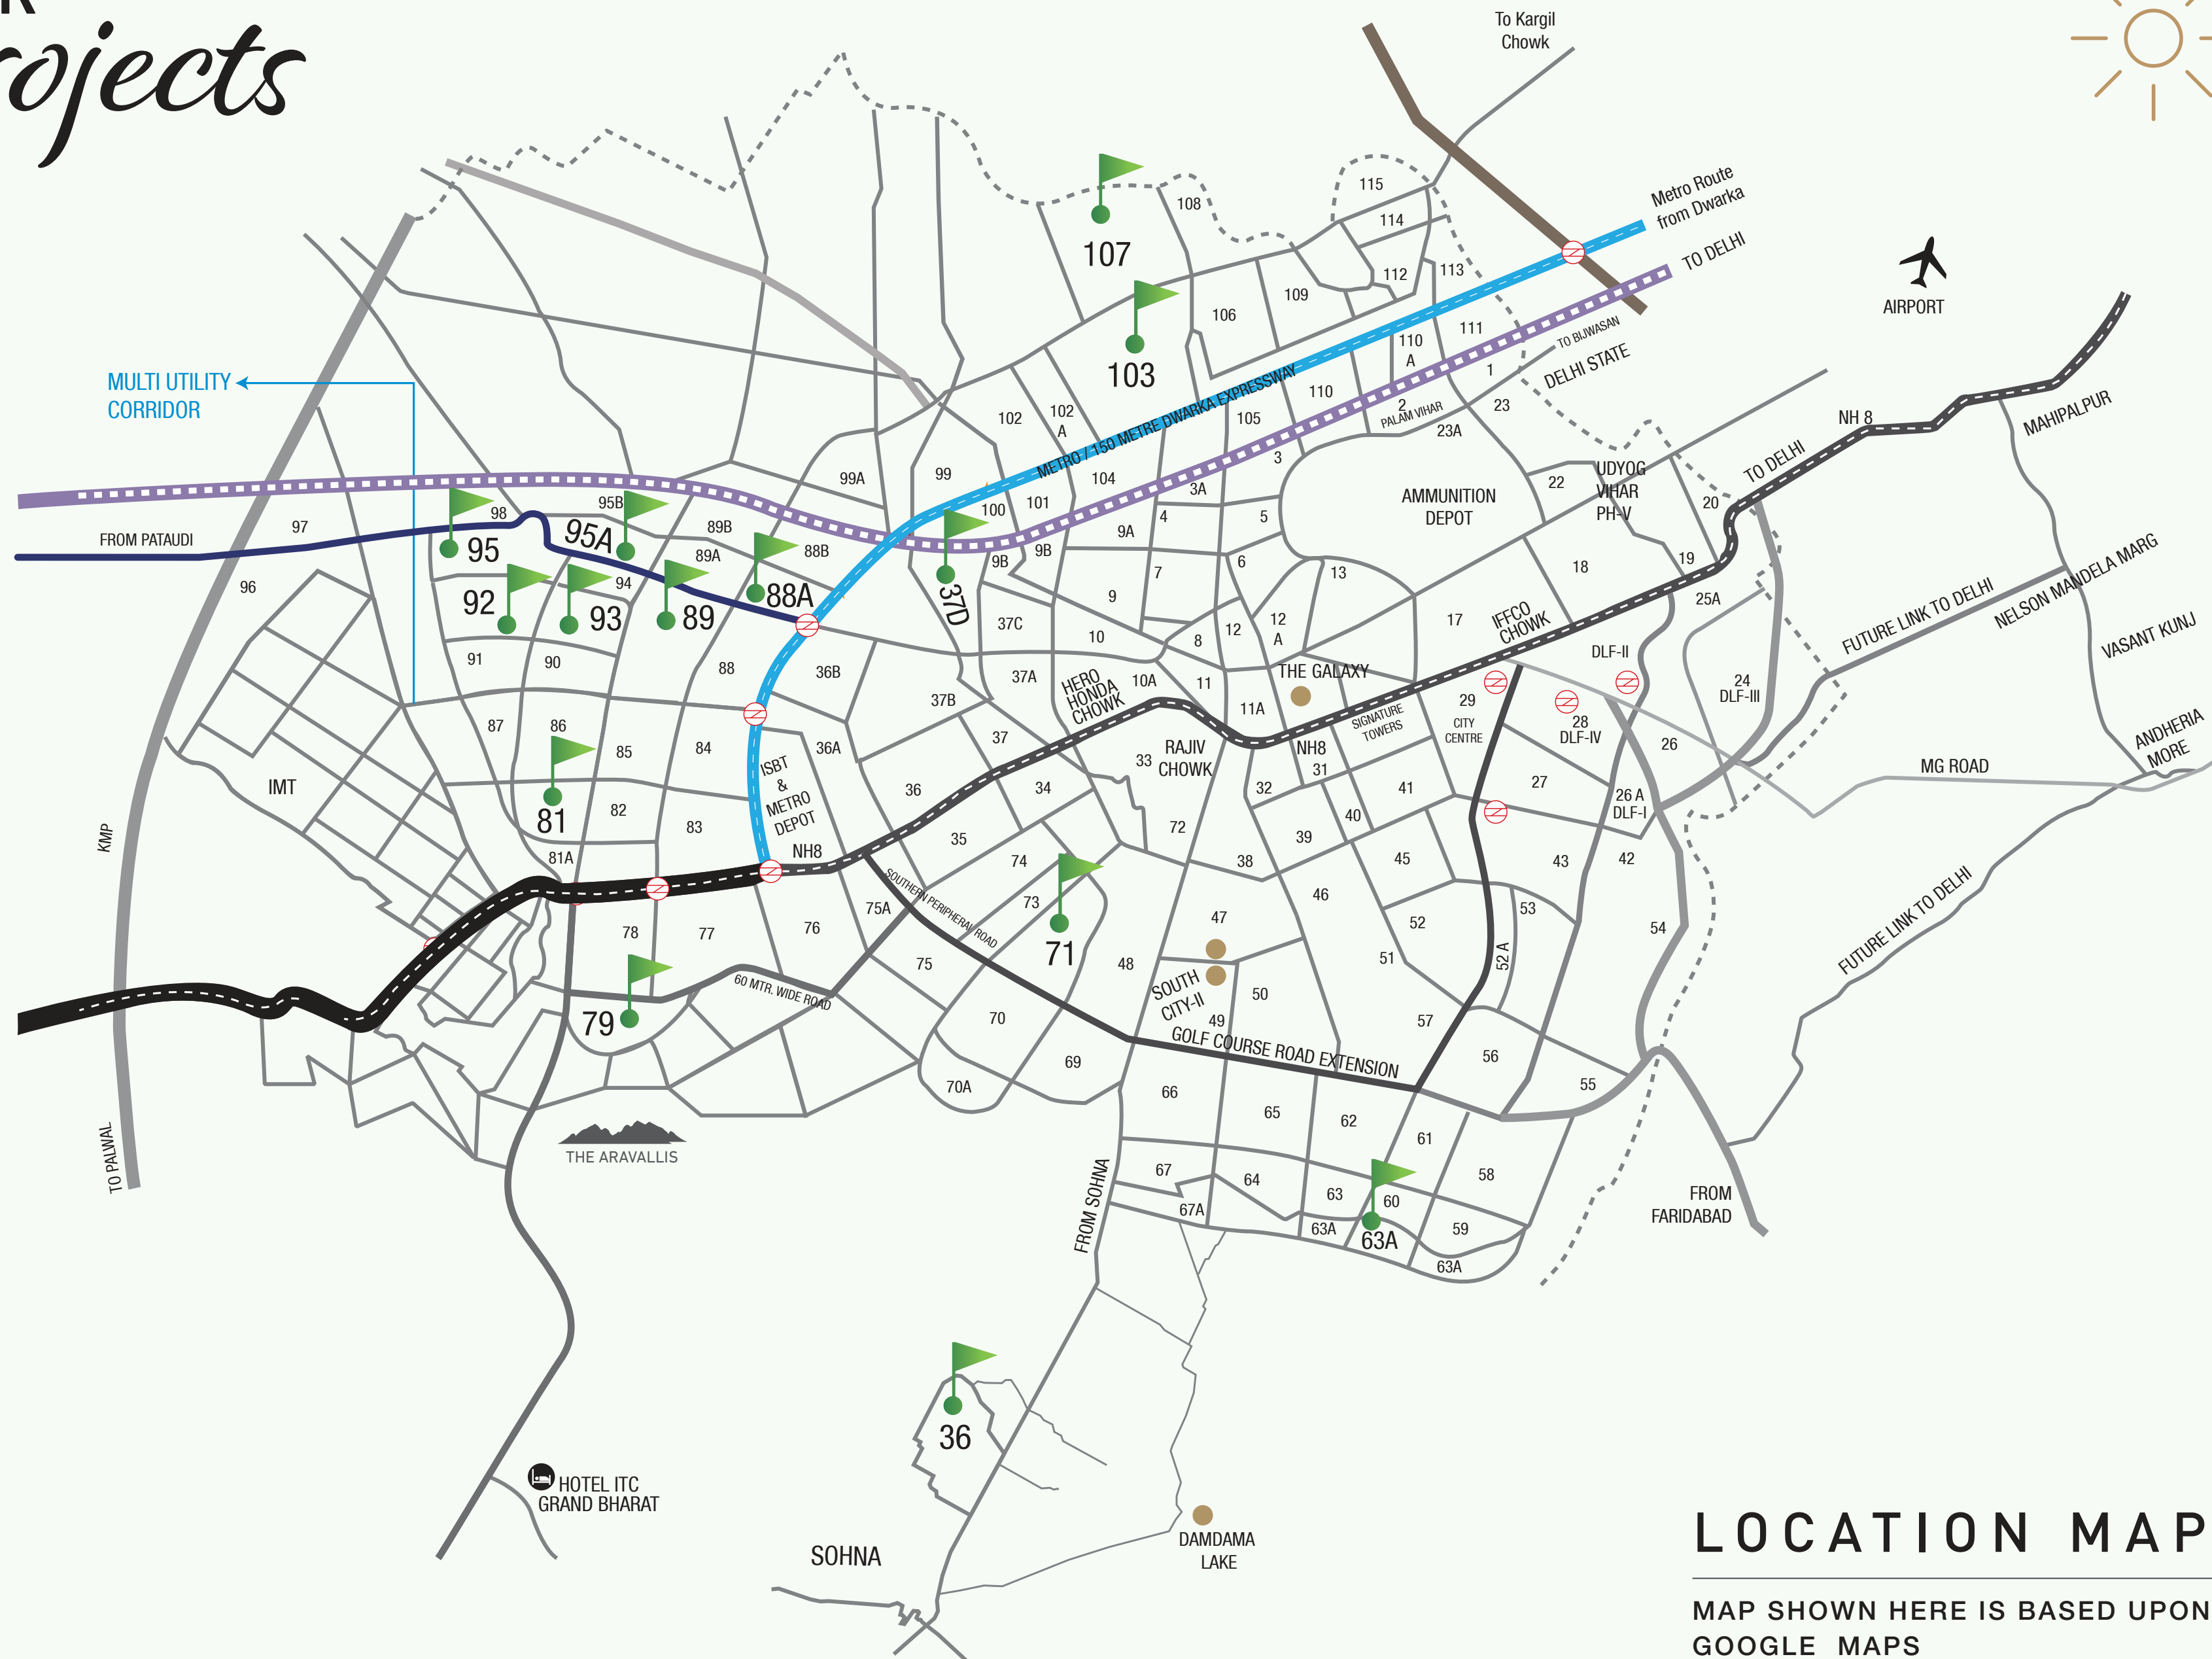 R
rojects
To Kargil
Chowk
Metro Route
from Dwarka
TO DELHI
AIRPORT
115
108
114
107
112
113
109
106
111
TO BIJWASAN
DELHI STATE
110
A
1
103
MULTI UTILITY
CORRIDOR
110
2
PALAM VIHAR
23
23A
NH 8
MAHIPALPUR
102
102
A
METRO / 150 METRE DWARKA EXPRESSWAY
105
3
TO DELHI
99A
99
104
3A
100
101
22
UDYOG
VIHAR
PH-V
20
AMMUNITION
DEPOT
98
95B
97
4
5
89B
9A
FROM PATAUDI
95
95A
89A
88B
9B
9B
6
13
18
19
7
96
94
92
93
89
88A
37D
9
NELSON MANDELA MARG
FUTURE LINK TO DELHI
25A
37C
10
8
12
12
A
17
IFFCO
CHOWK
VASANT KUNJ
91
90
88
36B
37A
HERO
HONDA
CHOWK
10A
11
THE GALAXY
DLF-II
24
DLF-III
37B
11A
29
CITY
CENTRE
SIGNATURE
TOWERS
28
DLF-IV
26
ANDHERIA
MORE
87
86
85
84
36A
37
33
RAJIV
CHOWK
NH8
31
ISBT
&
METRO
DEPOT
IMT
36
34
32
41
27
26 A
DLF-I
MG ROAD
81
82
83
72
40
39
KMP
81A
NH8
35
74
38
45
43
42
SOUTHERN PERIPHERAL ROAD
73
46
75A
47
52
53
FUTURE LINK TO DELHI
78
77
76
71
54
75
48
51
52 A
60 MTR. WIDE ROAD
SOUTH
CITY-II
50
79
70
49
57
GOLF COURSE ROAD EXTENSION
56
69
70A
66
55
65
62
61
THE ARAVALLIS
TO PALWAL
67
64
63
60
58
FROM SOHNA
67A
63A
63A
59
63A
FROM
FARIDABAD
36
HOTEL ITC
GRAND BHARAT
SOHNA
DAMDAMA
LAKE
LOCATION MAP
MAP SHOWN HERE IS BASED UPON
GOOGLE MAPS